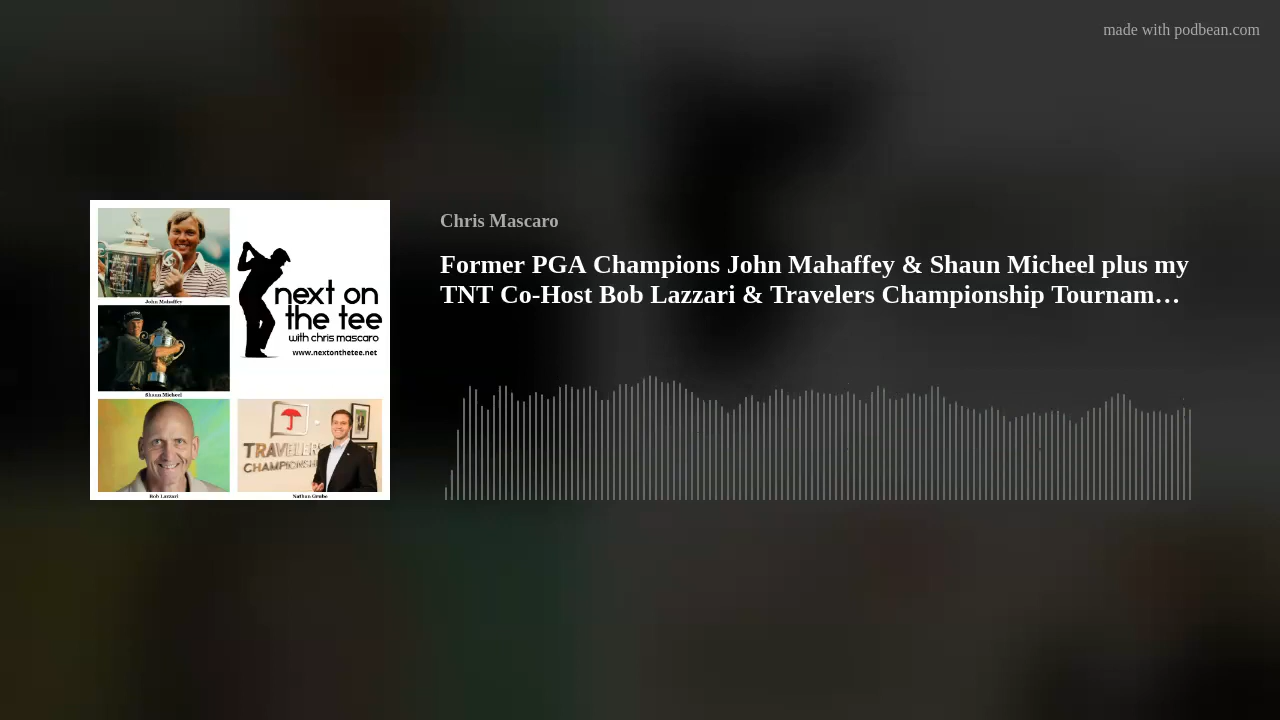 made with podbean.com
Chris Mascaro
Former PGA Champions John Mahaffey & Shaun Micheel plus my
TNT Co-Host Bob Lazzari & Travelers Championship Tournam…
John Mahaffey
next on
the tee
with chris mascaro
www.nextonthetee.net
Shaun Micheel
TRAVELERS
CHAMPIONSHIP
Bob Lazzari
Nathan Grube